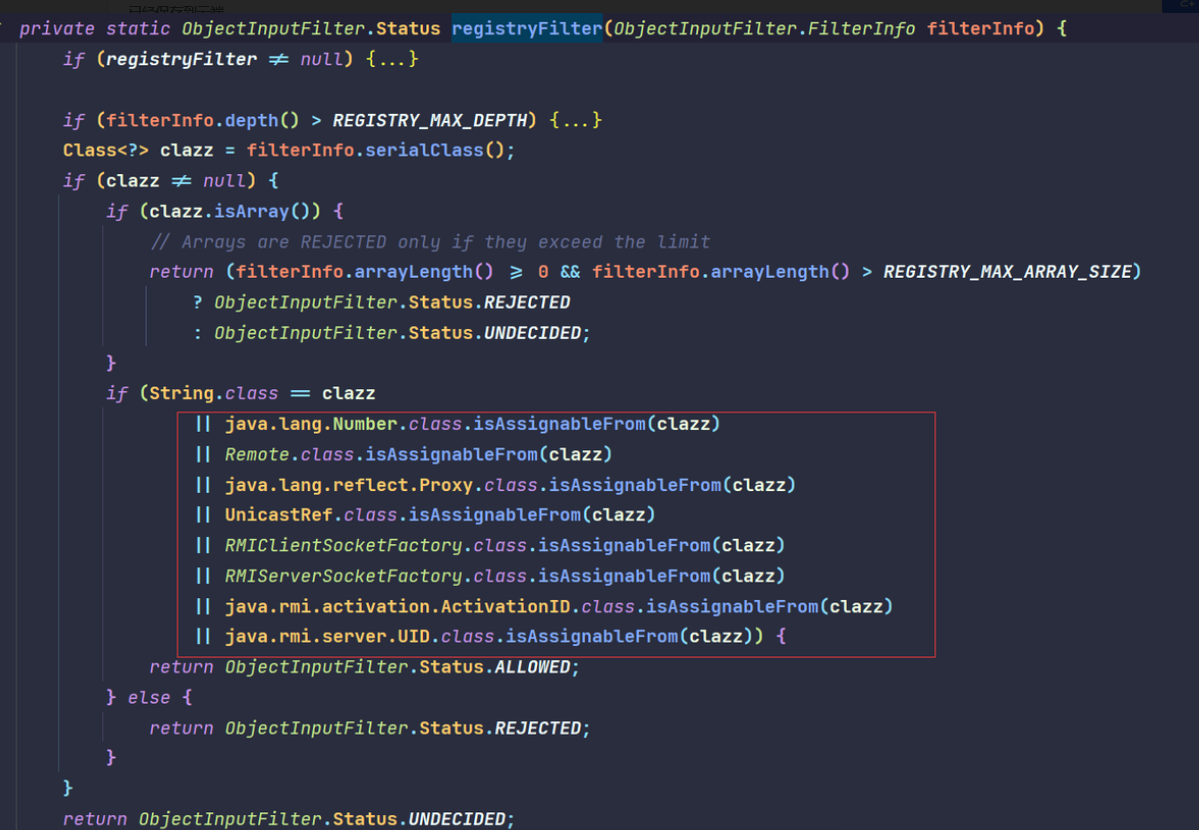 private static ObjectInputFilter.Status registryFilter(ObjectInputFilter.FilterInfo filterInfo) {
if (registryFilter ≠ null) {...}
if (filterInfo.depth() > REGISTRY_MAX_DEPTH) {...}
Class<?> clazz = filterInfo.serialClass();
if (clazz ≠ null) {
if (clazz.isArray()) {
// Arrays are REJECTED only if they exceed the limit
return (filterInfo.arrayLength() ⩾ 0 && filterInfo.arrayLength() > REGISTRY_MAX_ARRAY_SIZE)
? ObjectInputFilter.Status.REJECTED
: ObjectInputFilter.Status.UNDECIDED;
}
if (String.class == clazz
|| java.lang.Number.class.isAssignableFrom(clazz)
|| Remote.class.isAssignableFrom(clazz)
|| java.lang.reflect.Proxy.class.isAssignableFrom(clazz)
|| UnicastRef.class.isAssignableFrom(clazz)
|| RMIClientSocketFactory.class.isAssignableFrom(clazz)
|| RMIServerSocketFactory.class.isAssignableFrom(clazz)
|| java.rmi.activation.ActivationID.class.isAssignableFrom(clazz)
|| java.rmi.server.UID.class.isAssignableFrom(clazz)) {
return ObjectInputFilter.Status.ALLOWED;
} else {
return ObjectInputFilter.Status.REJECTED;
}
}
return ObjectInputFilter.Status.UNDECIDED;